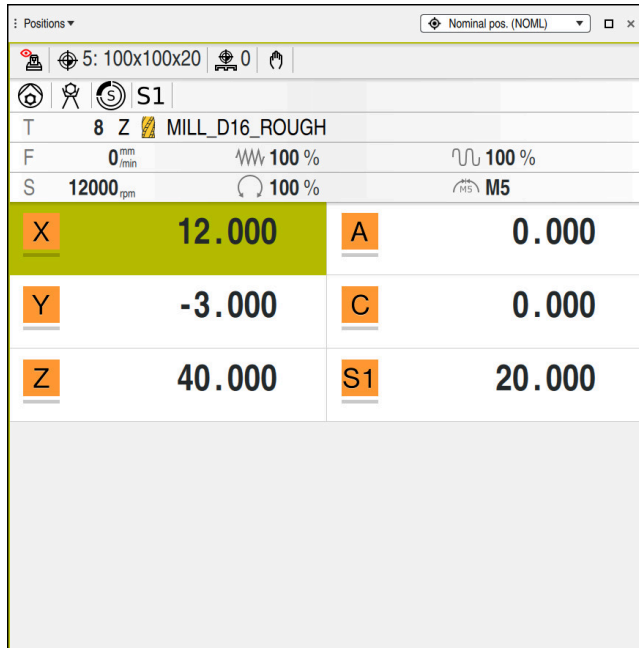 Positions Nominal pos. (NOML)
5: 100x100x20 0
S S1
T 8 Z MILL_D16_ROUGH
F 0 mm/min 100 % 100 %
S 12000 rpm 100 % M5 M5
X 12.000 A 0.000
Y -3.000 C 0.000
Z 40.000 S1 20.000